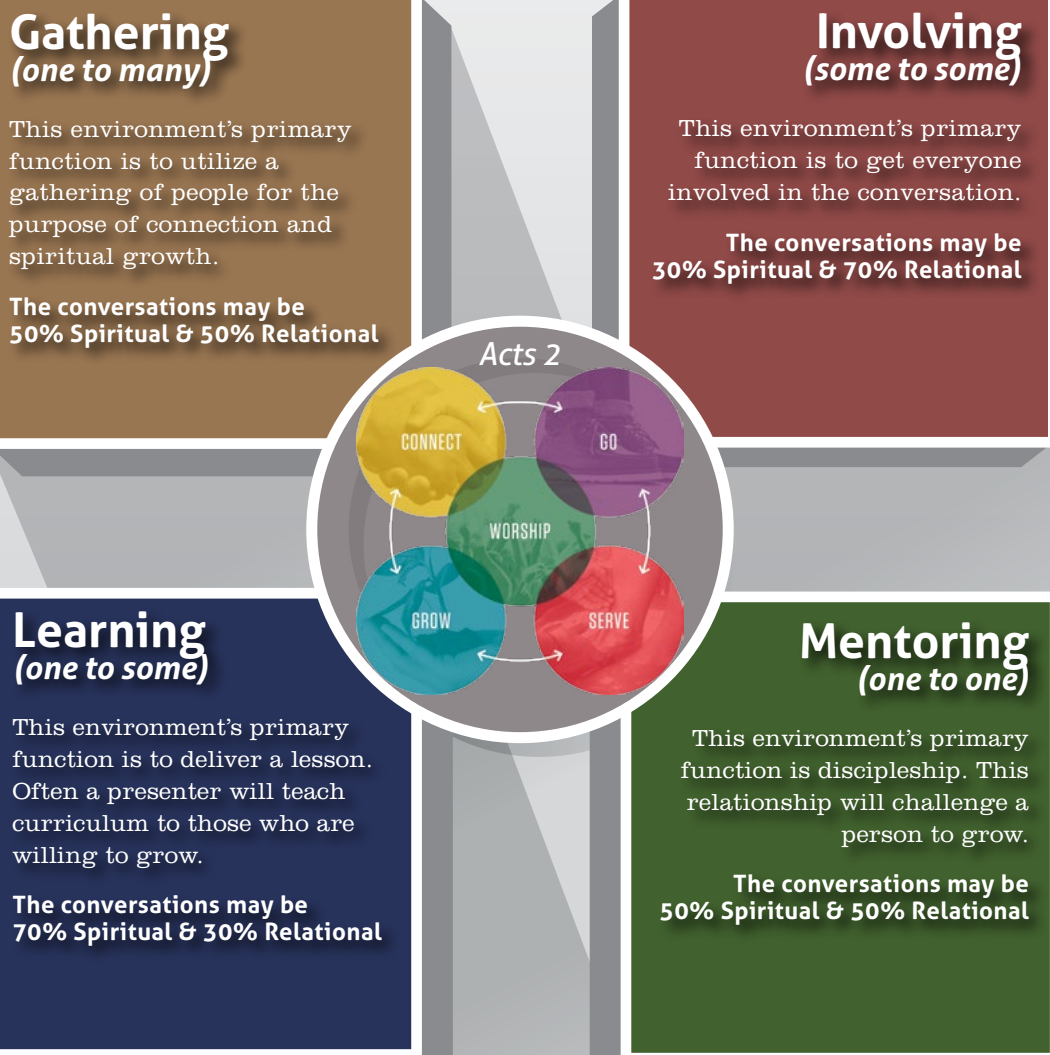 Gathering
(one to many)
This environment's primary
function is to utilize a
gathering of people for the
purpose of connection and
spiritual growth.
The conversations may be
50% Spiritual & 50% Relational
Involving
(some to some)
This environment's primary
function is to get everyone
involved in the conversation.
The conversations may be
30% Spiritual & 70% Relational
Acts 2
CONNECT
GO
WORSHIP
GROW
SERVE
Learning
(one to some)
This environment's primary
function is to deliver a lesson.
Often a presenter will teach
curriculum to those who are
willing to grow.
The conversations may be
70% Spiritual & 30% Relational
Mentoring
(one to one)
This environment's primary
function is discipleship. This
relationship will challenge a
person to grow.
The conversations may be
50% Spiritual & 50% Relational